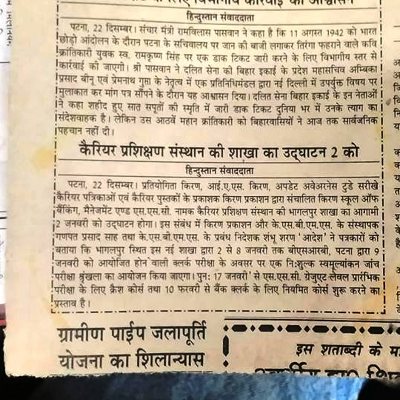 हिन्दुस्तान संवाददाता
पटना, 22 दिसम्बर। संचार मंत्री रामविलास पासवान ने कहा है कि 11 अगस्त 1942 को भारत
छोड़ो आंदोलन के दौरान पटना के सचिवालय पर जान की बाजी लगाकर तिरंगा फहराने वाले कवि
क्रांतिकारी युवक स्व. रामकृष्ण सिंह पर एक डाक टिकट जारी करने के लिए विभागीय स्तर से
कार्रवाई की जाएगी। श्री पासवान ने दलित सेना की बिहार इकाई के प्रदेश महासचिव अम्बिका
प्रसाद बीनू एवं प्रेमनाथ गुप्ता के नेतृत्व में एक प्रतिनिधिमंडल द्वारा नई दिल्ली में उपर्युक्त विषय पर
मुलाकात कर मांग पत्र सौंपने के दौरान यह आश्वासन दिया। दलित सेना बिहार इकाई के इन नेताओं
ने कहा शहीद हुए सात सपूतों की स्मृति में जारी डाक टिकट दुनिया भर में उनके त्याग का
संदेशवाहक है। लेकिन उस आठवें महान क्रांतिकारी को बिहारवासियों ने आज तक सार्वजनिक
पहचान नहीं दी।
कैरियर प्रशिक्षण संस्थान की शाखा का उद्घाटन 2 को
हिन्दुस्तान संवाददाता
पटना, 22 दिसम्बर। प्रतियोगिता किरण, आई.ए.एस. किरण, अपडेट अवेअरनेस टुडे सरीखे
कैरियर पत्रिकाओं एवं कैरियर पुस्तकों के प्रकाशक किरण प्रकाशन द्वारा संचालित किरण स्कूल ऑफ
बैंकिंग, मैनेजमेण्ट एण्ड एस.एस.सी. नामक कैरियर प्रशिक्षण संस्थान की भागलपुर शाखा का आगामी
2 जनवरी को उद्घाटन होगा। इस संबंध में किरण प्रकाशन और के.एस.बी.एम.एस. के संस्थापक
गणपत प्रसाद साह तथा के.एस.बी.एम.एस. के प्रबंध निदेशक शंभू शरण 'आदेश' ने पत्रकारों को
बताया कि भागलपुर स्थित इस नई शाखा द्वारा 2 से 8 जनवरी तक बीएसआरबी, पटना द्वारा 9
जनवरी को आयोजित होने वाली क्लर्क परीक्षा के अवसर पर एक नि:शुल्क स्वमूल्यांकन जांच
परीक्षा श्रृंखला का आयोजन किया जाएगा। पुन: 17 जनवरी से एस.एस.सी. ग्रेजुएट लेवल प्रारंभिक
परीक्षा के लिए क्रैश कोर्स तथा 10 फरवरी से बैंक क्लर्क के लिए नियमित कोर्स शुरू करने का
प्रस्ताव है।
ग्रामीण पाईप जलापूर्ति
योजना का शिलान्यास
इस शताब्दी के